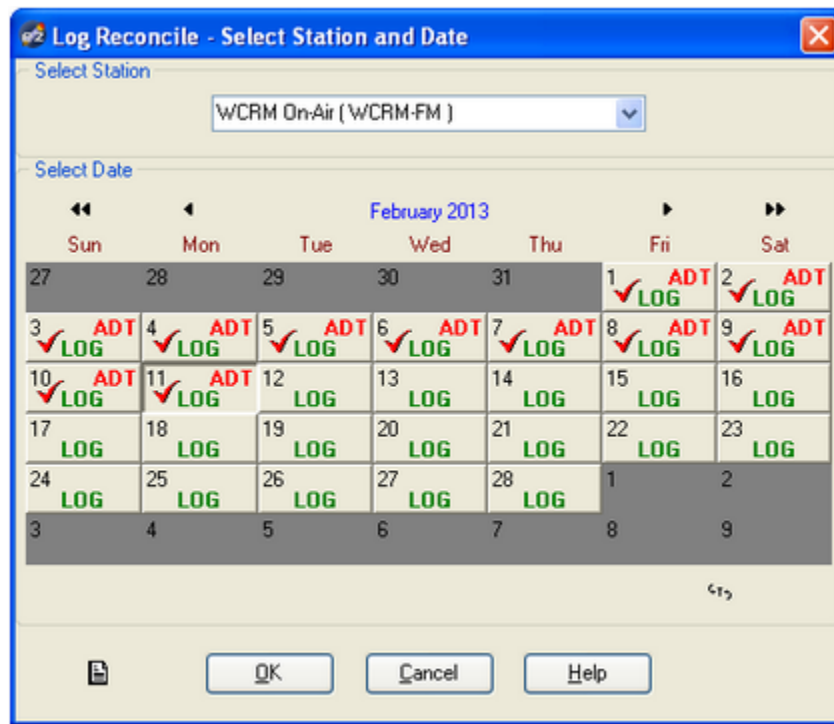 Log Reconcile - Select Station and Date
Select Station
WCRM On-Air ( WCRM-FM )
Select Date
February 2013
Sun Mon Tue Wed Thu Fri Sat
27 28 29 30 31 1 ADT LOG 2 ADT LOG
3 ADT LOG 4 ADT LOG 5 ADT LOG 6 ADT LOG 7 ADT LOG 8 ADT LOG 9 ADT LOG
10 ADT LOG 11 ADT LOG 12 LOG 13 LOG 14 LOG 15 LOG 16 LOG
17 LOG 18 LOG 19 LOG 20 LOG 21 LOG 22 LOG 23 LOG
24 LOG 25 LOG 26 LOG 27 LOG 28 LOG 1 2
3 4 5 6 7 8 9
OK Cancel Help